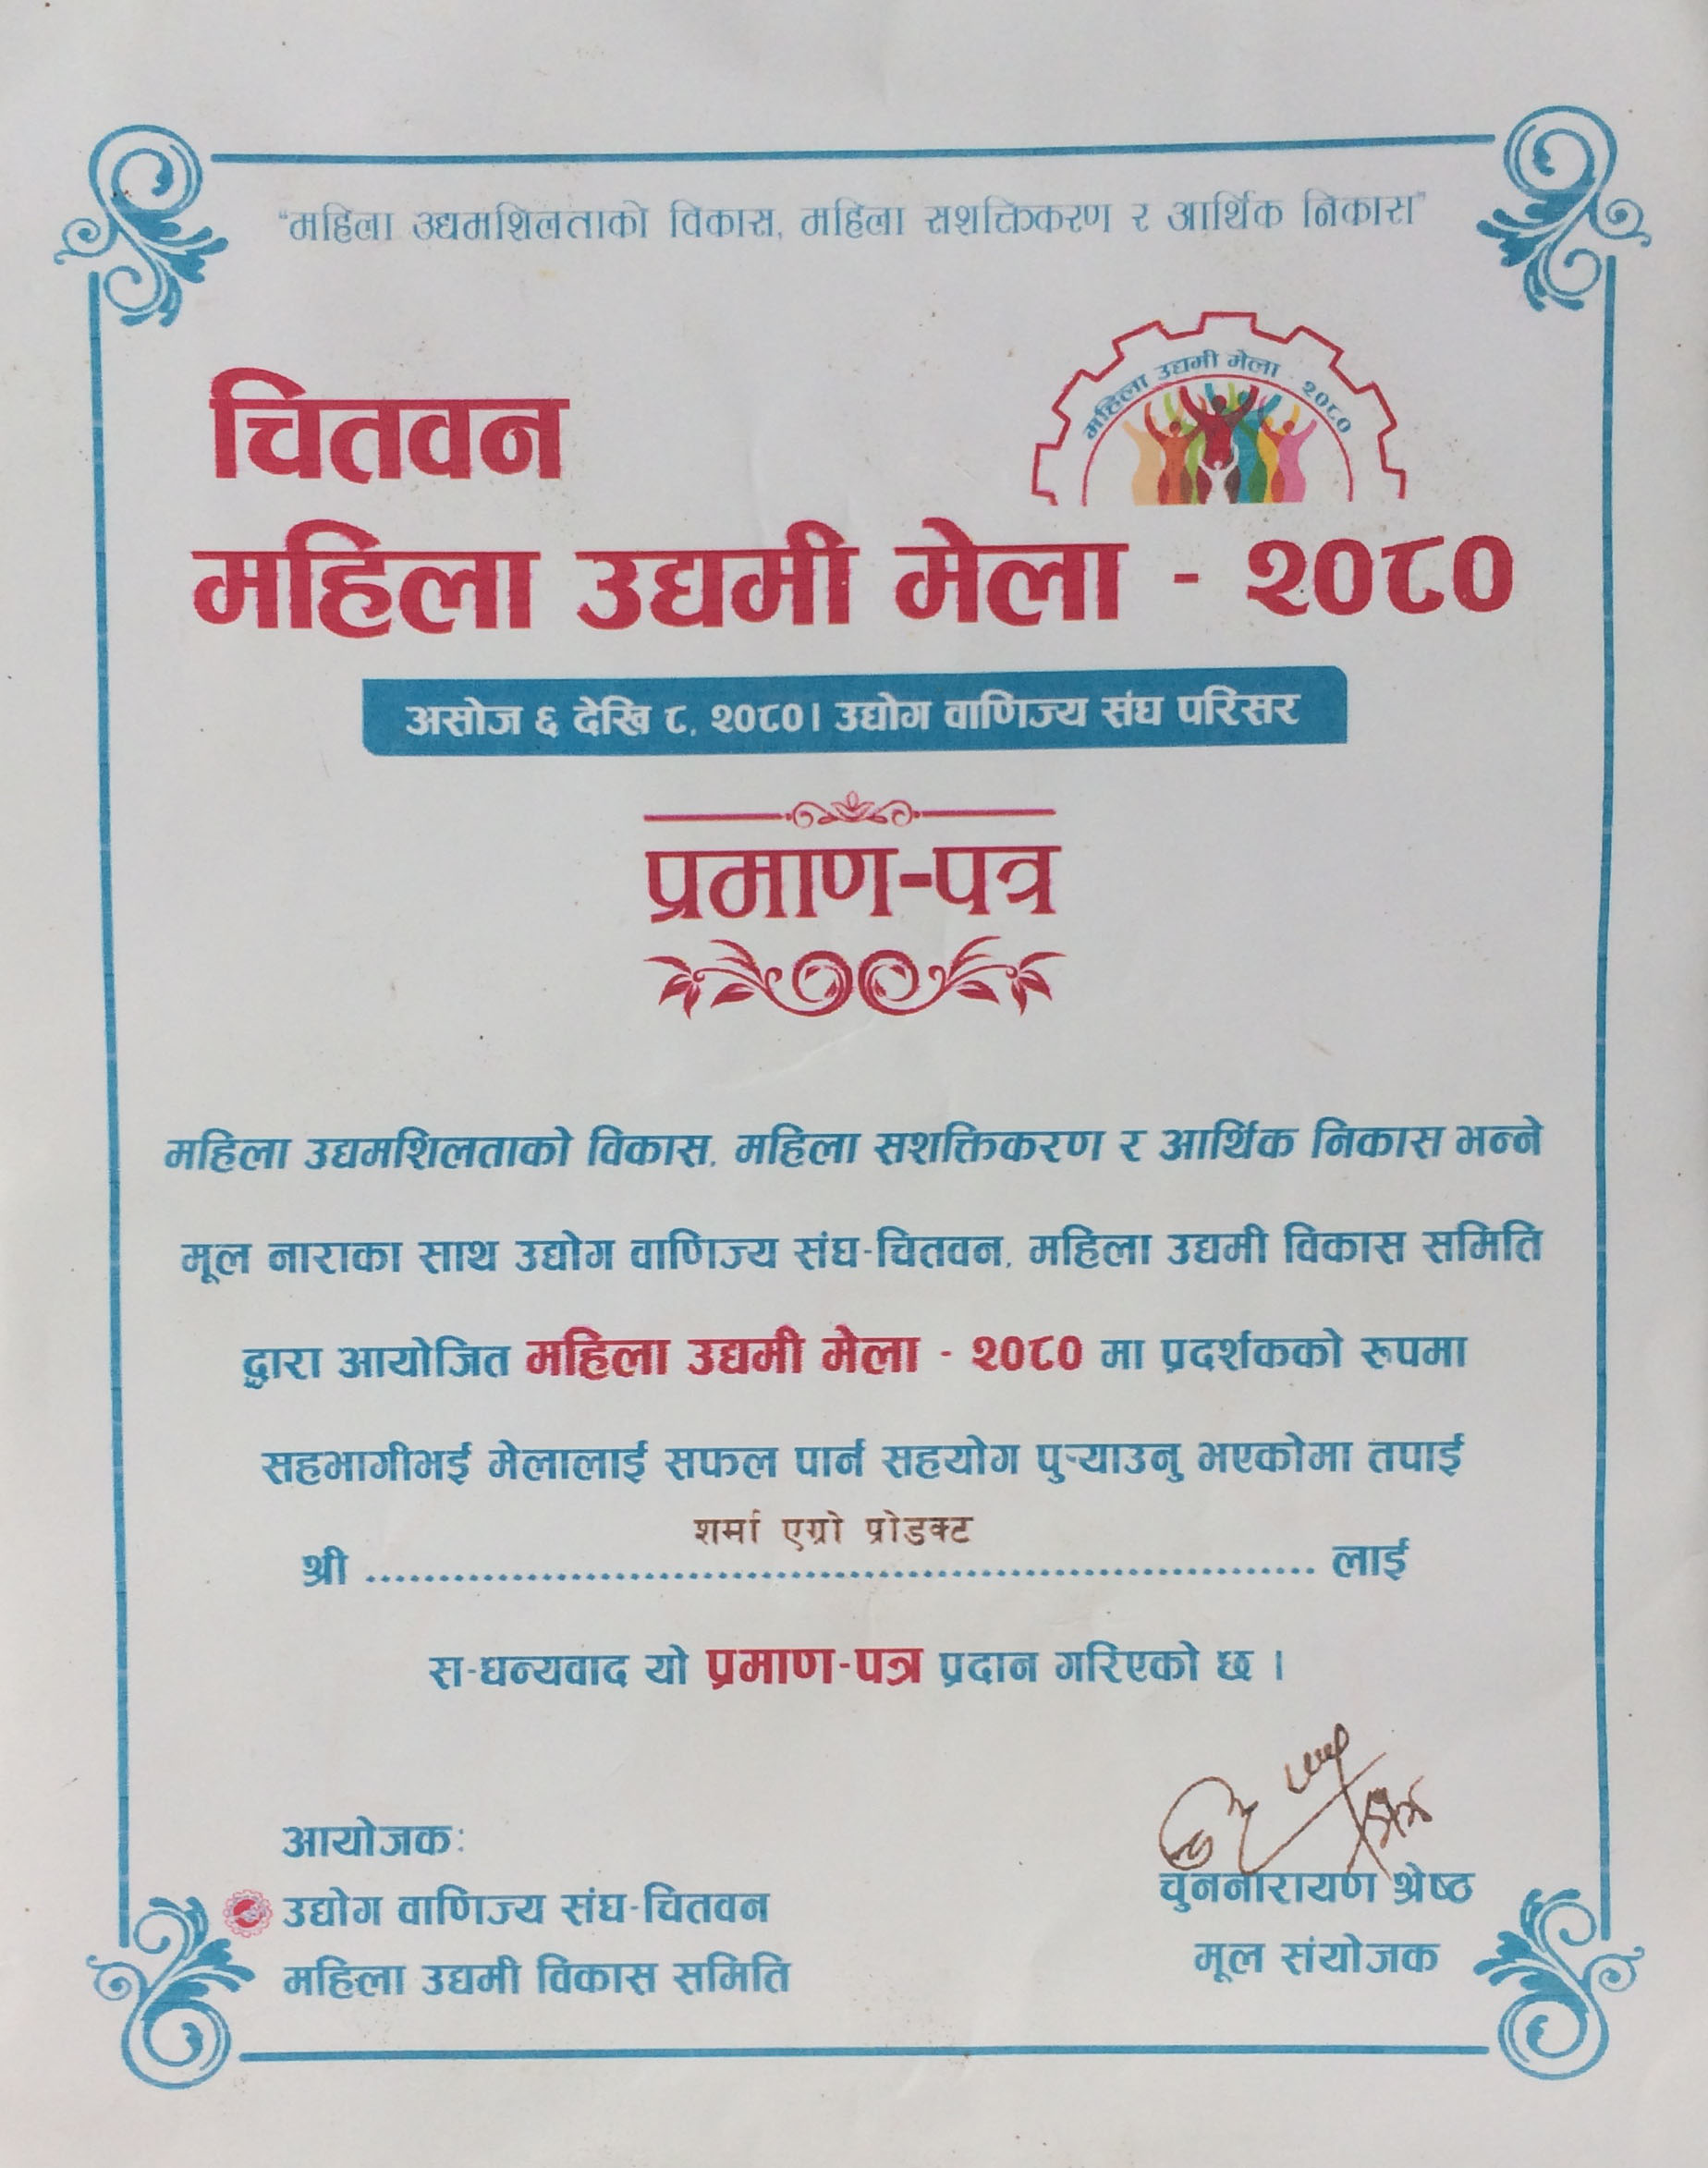 "महिला उद्यमशिलताको विकास, महिला सशक्तिकरण र आर्थिक निकास"
महिला उद्यमी मेला - २०८०
चितवन
महिला उद्यमी मेला - २०८०
असोज ६ देखि ८, २०८०। उद्योग वाणिज्य संघ परिसर
प्रमाण-पत्र
महिला उद्यमशिलताको विकास, महिला सशक्तिकरण र आर्थिक निकास भन्ने
मूल नाराका साथ उद्योग वाणिज्य संघ-चितवन, महिला उद्यमी विकास समिति
द्वारा आयोजित महिला उद्यमी मेला - २०८० मा प्रदर्शकको रूपमा
सहभागीभई मेलालाई सफल पार्न सहयोग पुऱ्याउनु भएकोमा तपाई
शर्मा एग्रो प्रोडक्ट
श्री ........................................................................ लाई
स-धन्यवाद यो प्रमाण-पत्र प्रदान गरिएको छ ।
आयोजक:
उद्योग वाणिज्य संघ-चितवन
महिला उद्यमी विकास समिति
चुननारायण श्रेष्ठ
मूल संयोजक